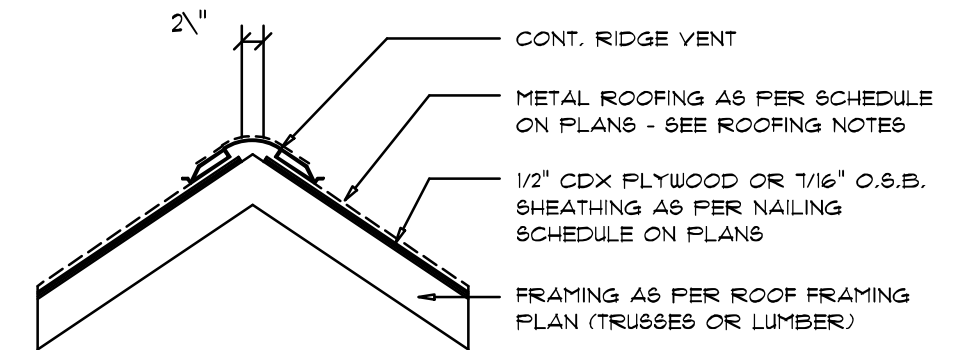 2\"
CONT. RIDGE VENT
METAL ROOFING AS PER SCHEDULE
ON PLANS - SEE ROOFING NOTES
1/2" CDX PLYWOOD OR 7/16" O.S.B.
SHEATHING AS PER NAILING
SCHEDULE ON PLANS
FRAMING AS PER ROOF FRAMING
PLAN (TRUSSES OR LUMBER)